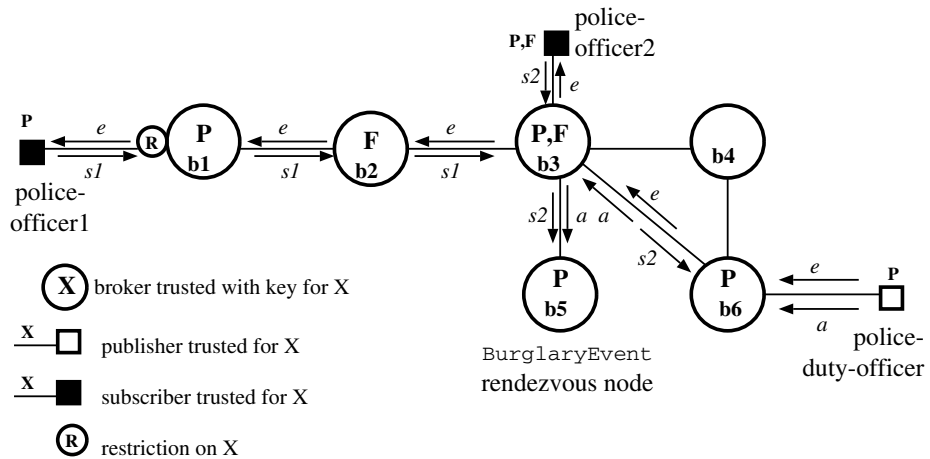 police-
officer2
P,F
s2
e
P
e
R
s1
police-
officer1
P
b1
e
s1
F
b2
e
s1
P,F
b3
b4
s2
a
a
e
s2
P
b5
BurglaryEvent
rendezvous node
P
b6
e
a
P
police-
duty-officer
X broker trusted with key for X
X publisher trusted for X
X subscriber trusted for X
R restriction on X